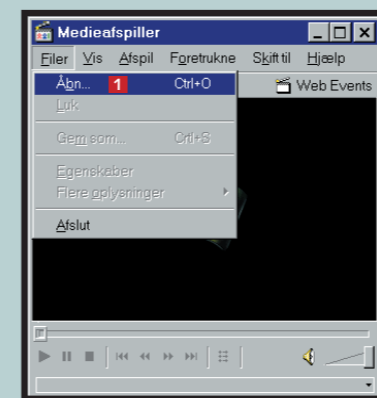 Medieafspiller
Filer Vis Afspil Foretrukne Skift til Hjælp
Åbn... 1 Ctrl+O
Web Events
Luk
Gem som... Crtl+S
Egenskaber
Flere oplysninger
Afslut